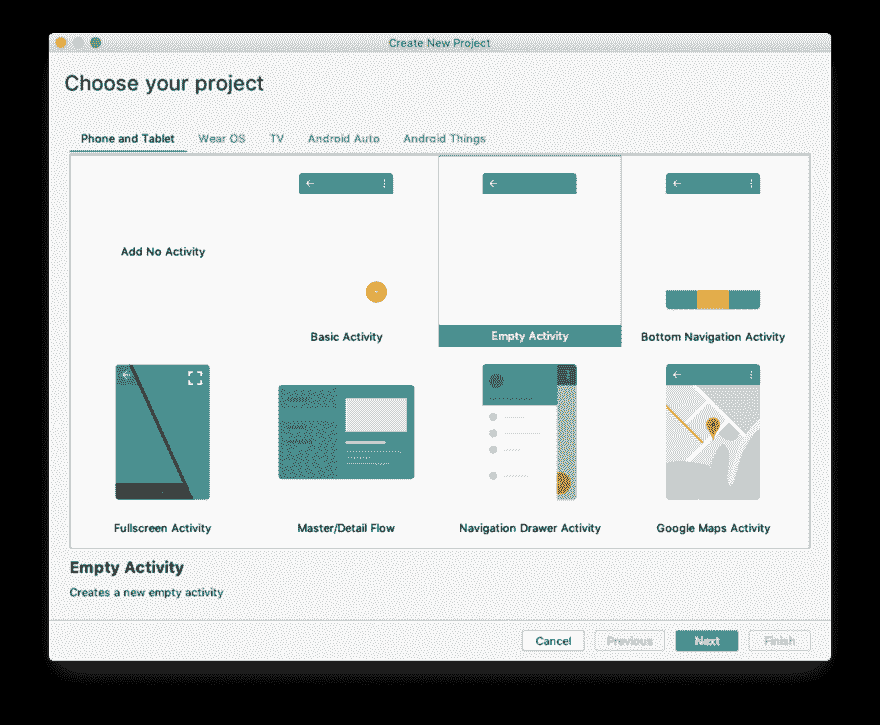 Create New Project
Choose your project
Phone and Tablet Wear OS TV Android Auto Android Things
Add No Activity
Basic Activity
Empty Activity
Bottom Navigation Activity
Fullscreen Activity
Master/Detail Flow
Navigation Drawer Activity
Google Maps Activity
Empty Activity
Creates a new empty activity
Cancel Previous Next Finish